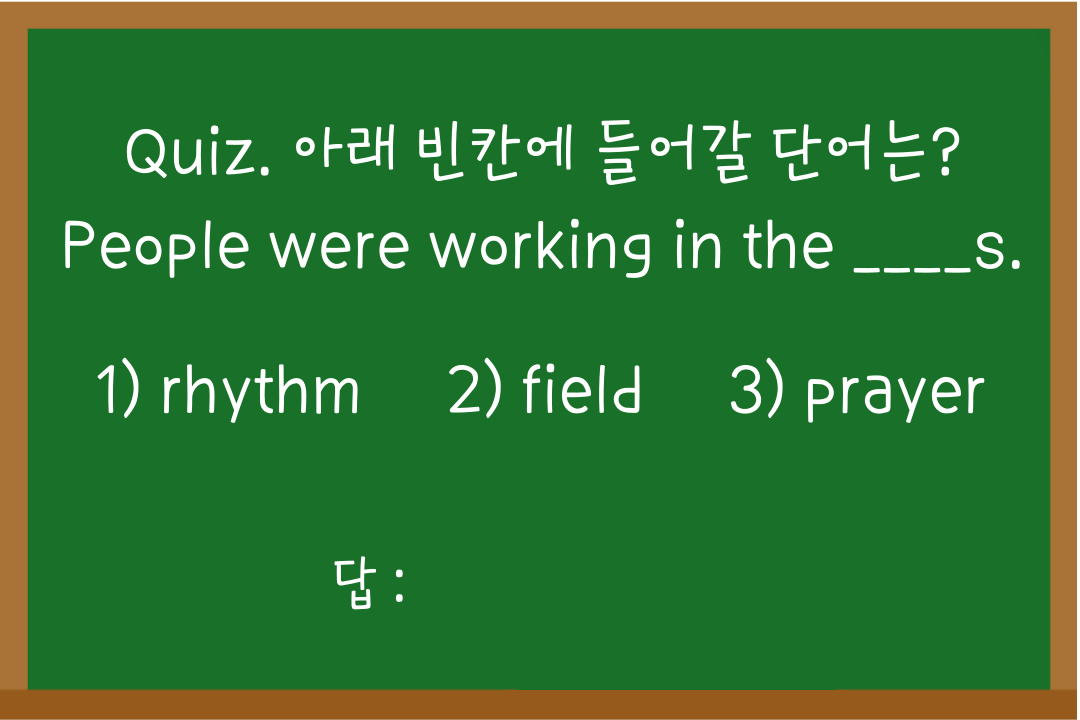 Quiz. 아래 빈칸에 들어갈 단어는?
People were working in the ____s.
1) rhythm 2) field 3) prayer
답 :